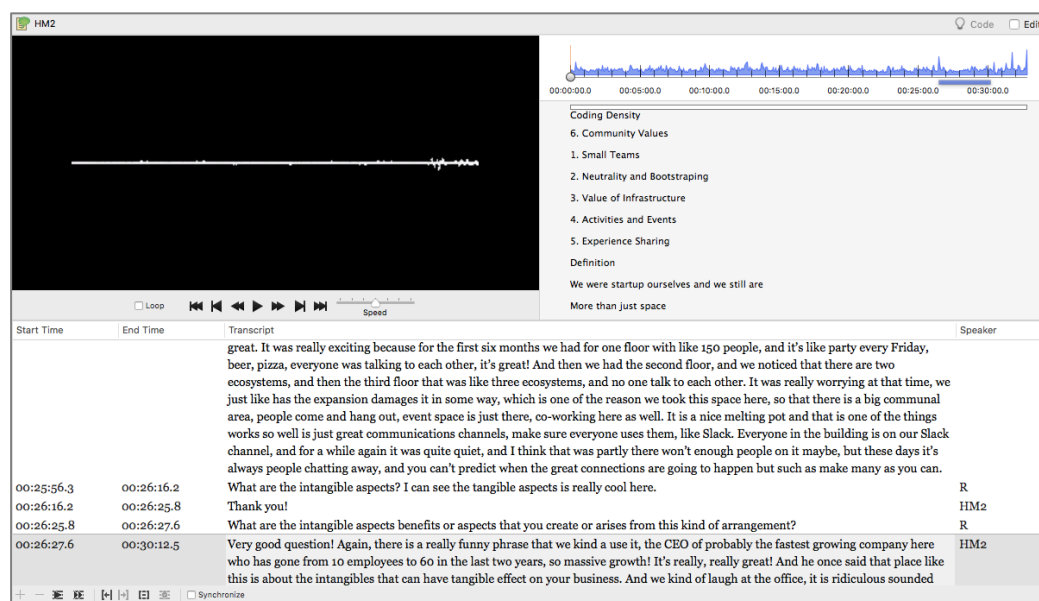 HM2
Code
Edit
00:00:00.0 00:05:00.0 00:10:00.0 00:15:00.0 00:20:00.0 00:25:00.0 00:30:00.0
Coding Density
6. Community Values
1. Small Teams
2. Neutrality and Bootstraping
3. Value of Infrastructure
4. Activities and Events
5. Experience Sharing
Definition
We were startup ourselves and we still are
More than just space
Loop
Speed
Start Time End Time Transcript Speaker
great. It was really exciting because for the first six months we had for one floor with like 150 people, and it's like party every Friday,
beer, pizza, everyone was talking to each other, it's great! And then we had the second floor, and we noticed that there are two
ecosystems, and then the third floor that was like three ecosystems, and no one talk to each other. It was really worrying at that time, we
just like has the expansion damages it in some way, which is one of the reason we took this space here, so that there is a big communal
area, people come and hang out, event space is just there, co-working here as well. It is a nice melting pot and that is one of the things
works so well is just great communications channels, make sure everyone uses them, like Slack. Everyone in the building is on our Slack
channel, and for a while again it was quite quiet, and I think that was partly there won't enough people on it maybe, but these days it's
always people chatting away, and you can't predict when the great connections are going to happen but such as make many as you can.
00:25:56.3 00:26:16.2 What are the intangible aspects? I can see the tangible aspects is really cool here. R
00:26:16.2 00:26:25.8 Thank you! HM2
00:26:25.8 00:26:27.6 What are the intangible aspects benefits or aspects that you create or arises from this kind of arrangement? R
00:26:27.6 00:30:12.5 Very good question! Again, there is a really funny phrase that we kind a use it, the CEO of probably the fastest growing company here HM2
who has gone from 10 employees to 60 in the last two years, so massive growth! It's really, really great! And he once said that place like
this is about the intangibles that can have tangible effect on your business. And we kind of laugh at the office, it is ridiculous sounded
Synchronize